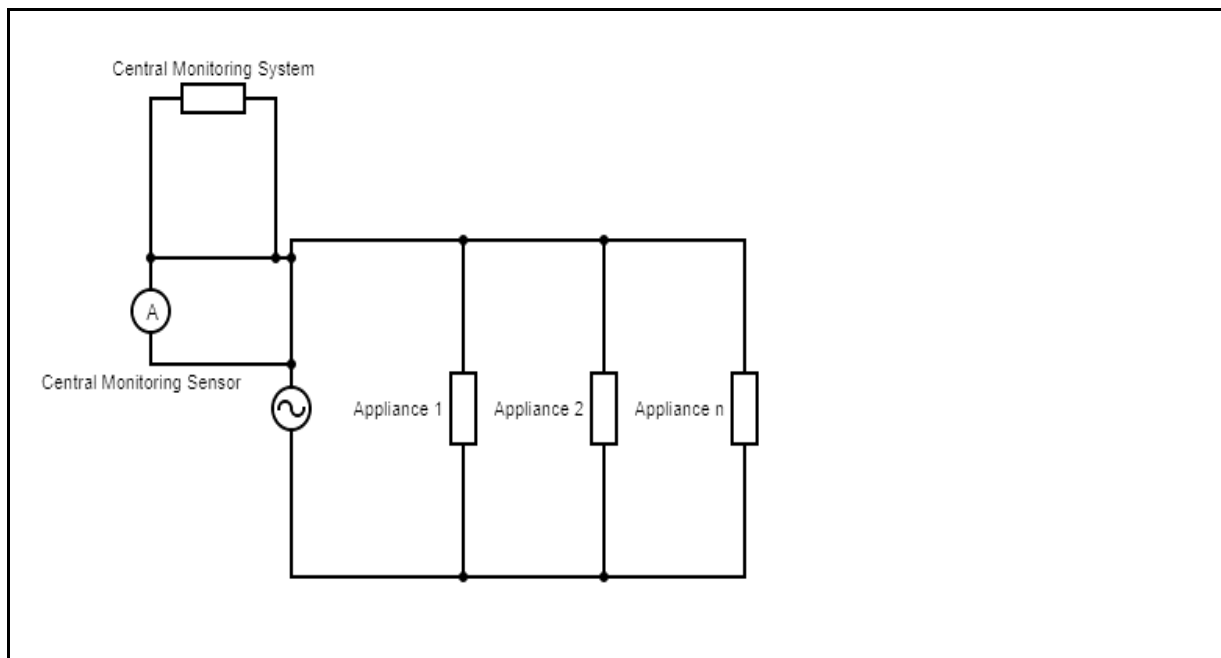 Central Monitoring System
A
Central Monitoring Sensor
Appliance 1
Appliance 2
Appliance n